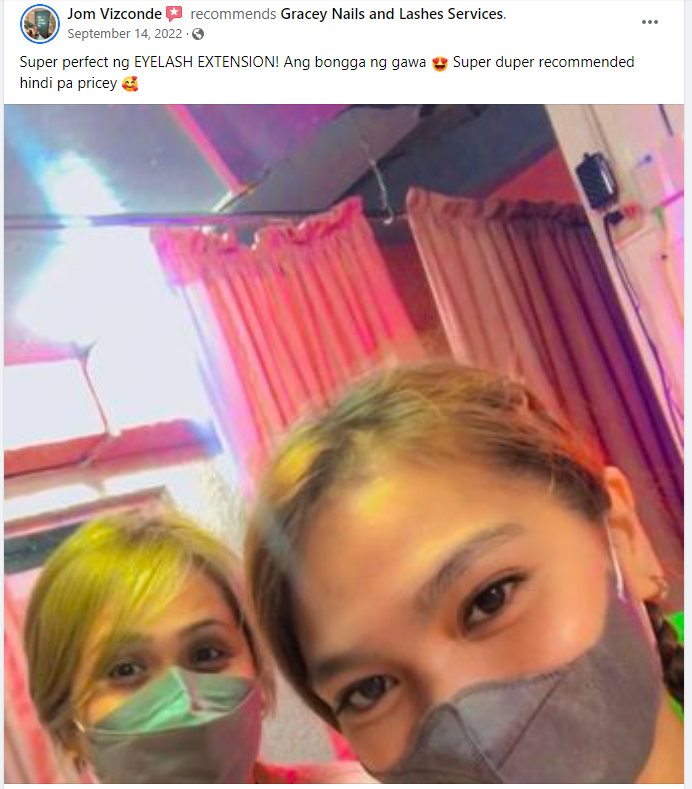 Jom Vizconde recommends Gracey Nails and Lashes Services.
September 14, 2022 ·
Super perfect ng EYELASH EXTENSION! Ang bongga ng gawa 😍 Super duper recommended
hindi pa pricey 🥰